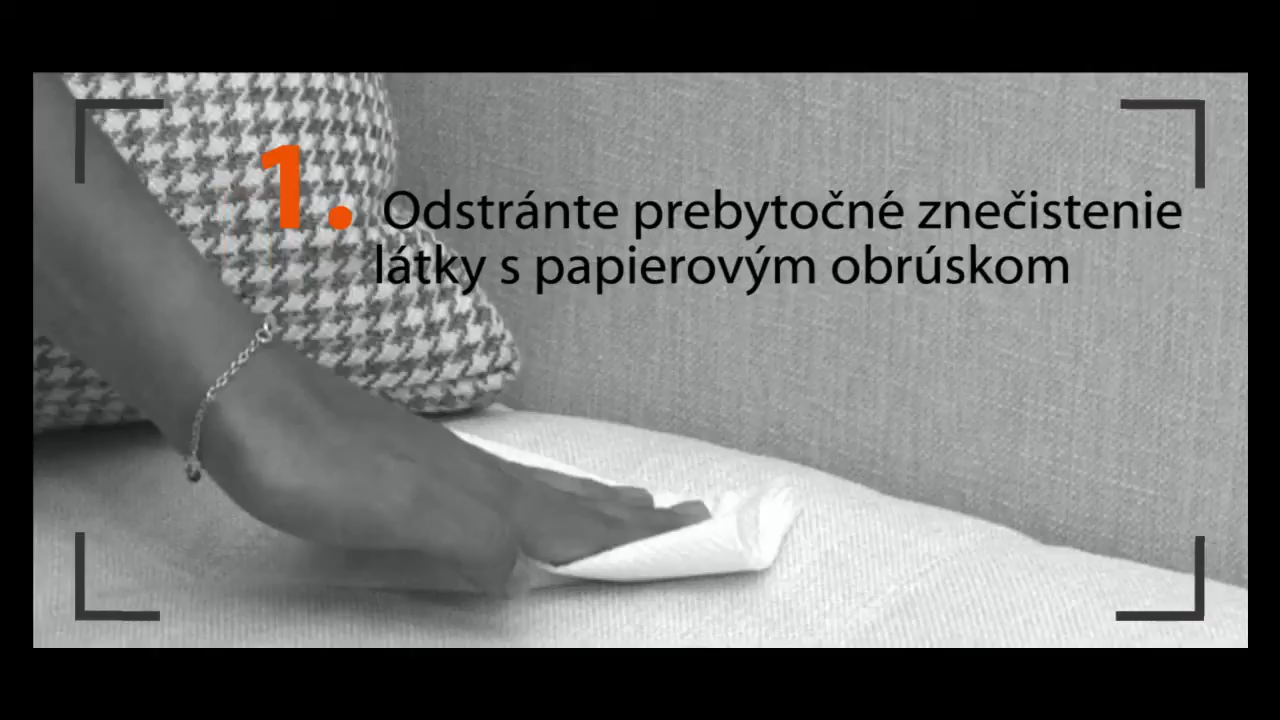 1. Odstránte prebytočné znečistenie
látky s papierovým obrúskom